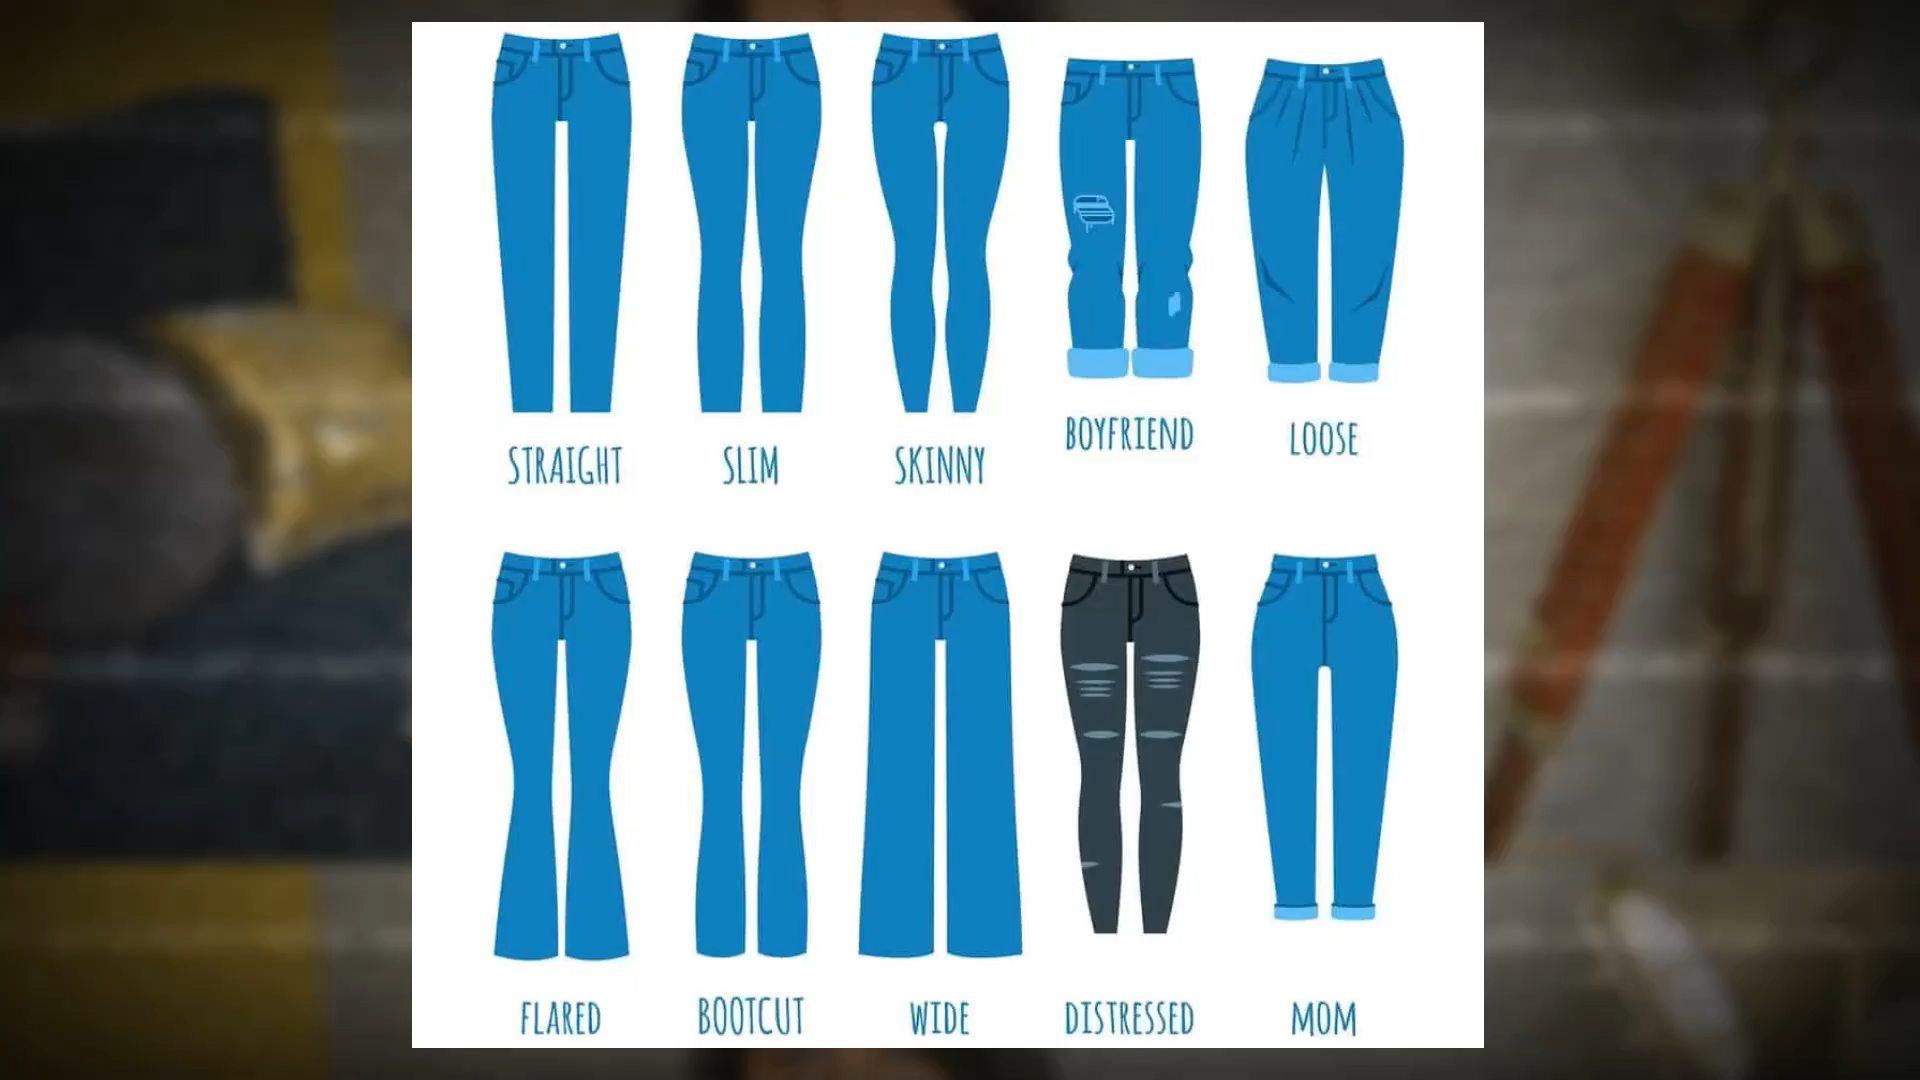 STRAIGHT
SLIM
SKINNY
BOYFRIEND
LOOSE
FLARED
BOOTCUT
WIDE
DISTRESSED
MOM